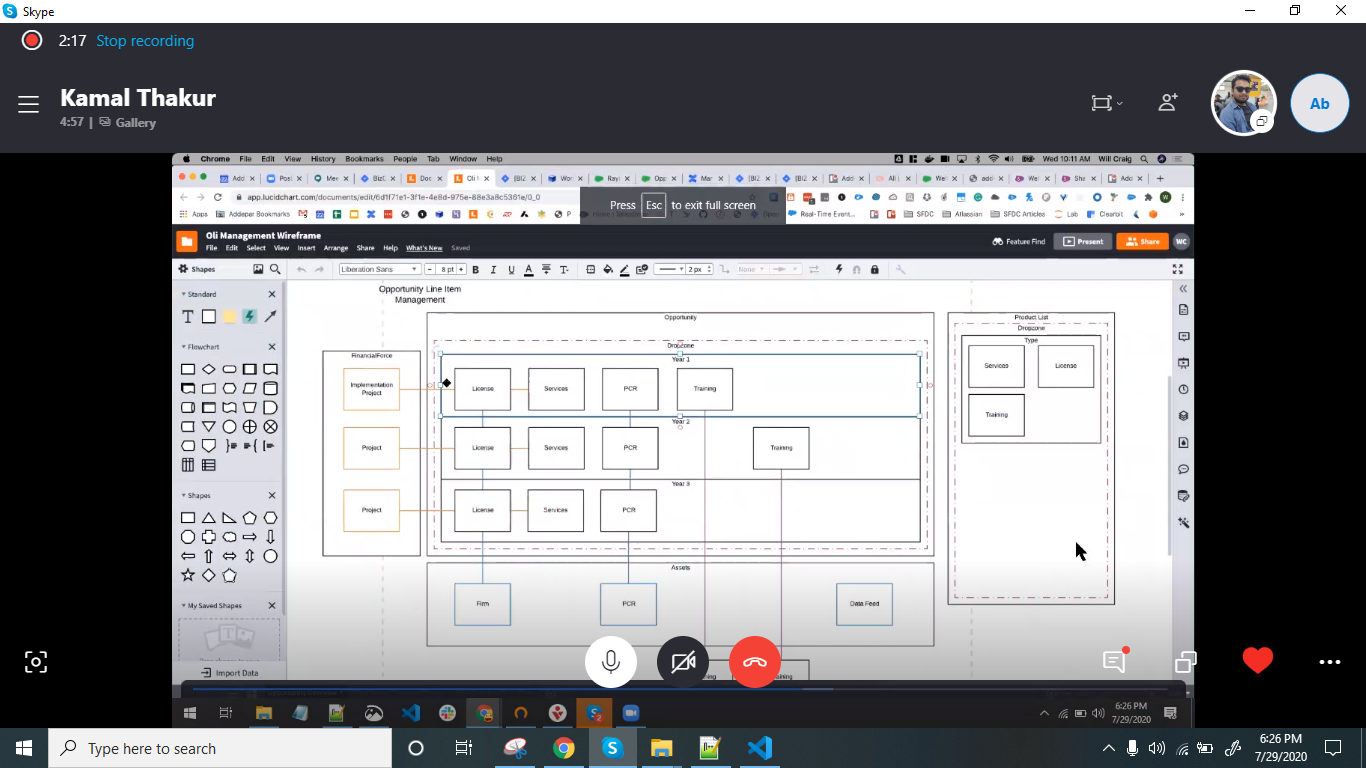 Skype
2:17 Stop recording
Kamal Thakur
4:57 | Gallery
Ab
Chrome File Edit View History Bookmarks People Tab Window Help
Wed 10:11 AM Will Craig
app.lucidchart.com/documents/edit/6d1f71e1-3f1e-4e8d-975e-88e3a8c5361e/0_0
Press Esc to exit full screen
Apps Addepar Bookmarks
Real-Time Event... SFDC Atlassian SFDC Articles Lab Clearbit
Oli Management Wireframe
File Edit Select View Insert Arrange Share Help What's New Saved
Feature Find Present Share WC
Shapes
Liberation Sans 8 pt B I U A T 2 px None
Standard
Flowchart
Shapes
My Saved Shapes
Import Data
Opportunity Line Item
Management
Opportunity
Dropzone
FinancialForce
Year 1
Implementation
Project
License Services PCR Training
Year 2
Project License Services PCR Training
Year 3
Project License Services PCR
Assets
Firm PCR Data Feed
Product List
Dropzone
Type
Services License
Training
6:26 PM
7/29/2020
Type here to search
6:26 PM
7/29/2020